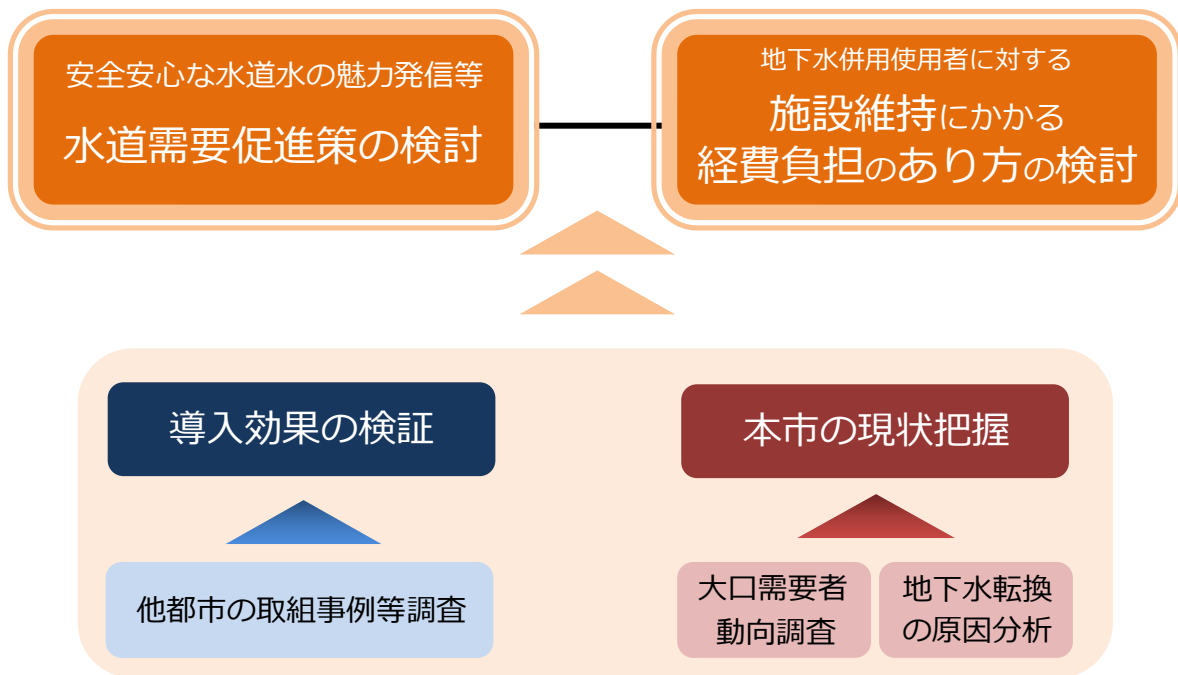 安全安心な水道水の魅力発信等
水道需要促進策の検討
地下水併用使用者に対する
施設維持にかかる
経費負担のあり方の検討
導入効果の検証
本市の現状把握
他都市の取組事例等調査
大口需要者
動向調査
地下水転換
の原因分析